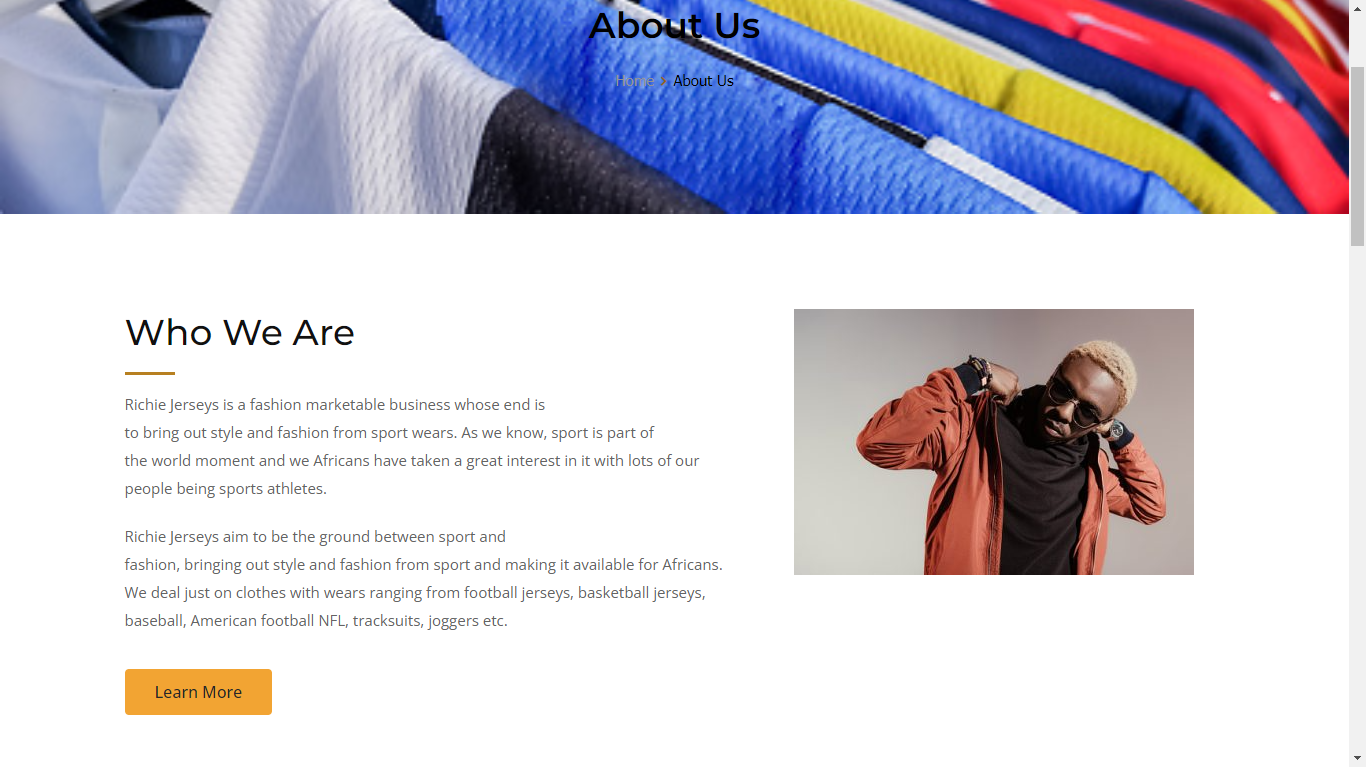 About Us
Home > About Us
Who We Are
Richie Jerseys is a fashion marketable business whose end is
to bring out style and fashion from sport wears. As we know, sport is part of
the world moment and we Africans have taken a great interest in it with lots of our
people being sports athletes.
Richie Jerseys aim to be the ground between sport and
fashion, bringing out style and fashion from sport and making it available for Africans.
We deal just on clothes with wears ranging from football jerseys, basketball jerseys,
baseball, American football NFL, tracksuits, joggers etc.
Learn More